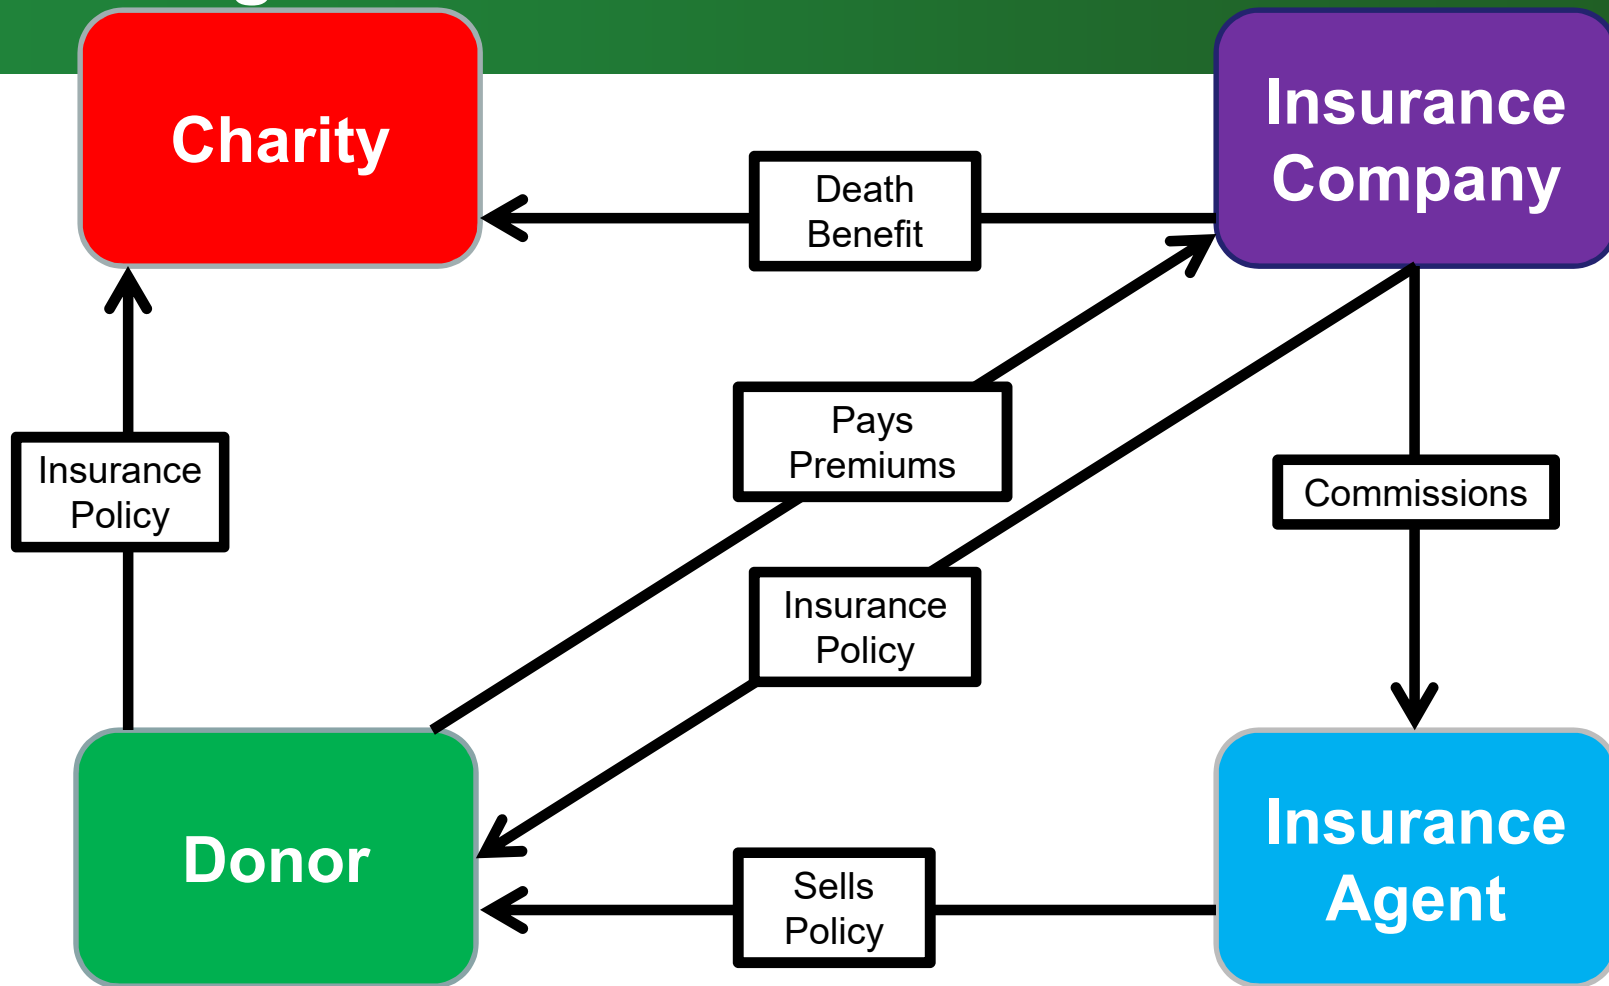 Charity
Insurance
Company
Death
Benefit
Pays
Premiums
Insurance
Policy
Commissions
Insurance
Policy
Donor
Sells
Policy
Insurance
Agent